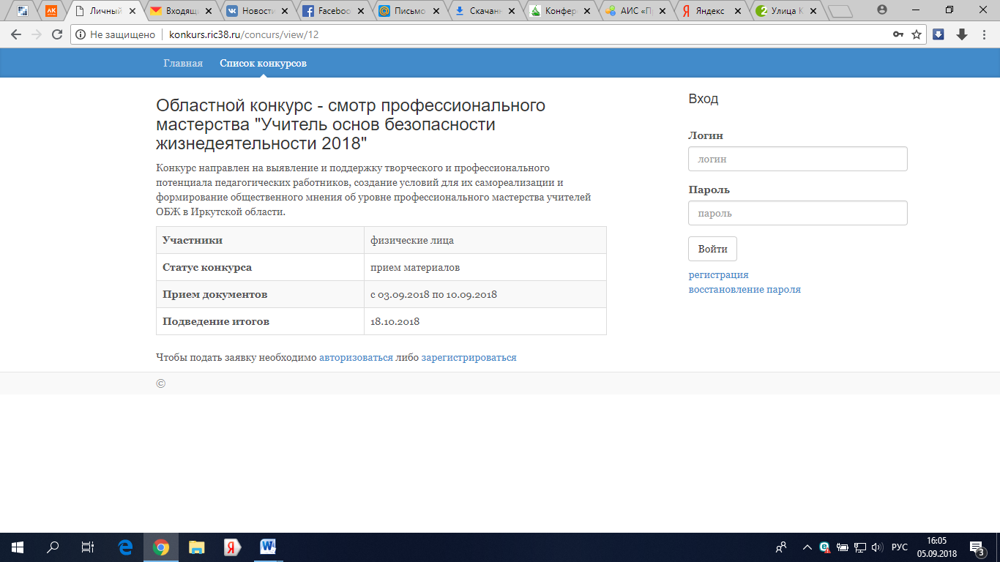 АК
Личный
Входящ
Новост
Facebo
Письмо
Скачан
Конфер
АИС «П
Яндекс
Улица К
Не защищено
konkurs.ric38.ru/concurs/view/12
Главная
Список конкурсов
Областной конкурс - смотр профессионального
мастерства "Учитель основ безопасности
жизнедеятельности 2018"
Конкурс направлен на выявление и поддержку творческого и профессионального
потенциала педагогических работников, создание условий для их самореализации и
формирование общественного мнения об уровне профессионального мастерства учителей
ОБЖ в Иркутской области.
Участники физические лица
Статус конкурса прием материалов
Прием документов с 03.09.2018 по 10.09.2018
Подведение итогов 18.10.2018
Чтобы подать заявку необходимо авторизоваться либо зарегистрироваться
©
Вход
Логин
логин
Пароль
пароль
Войти
регистрация
восстановление пароля
РУС
16:05
05.09.2018
3